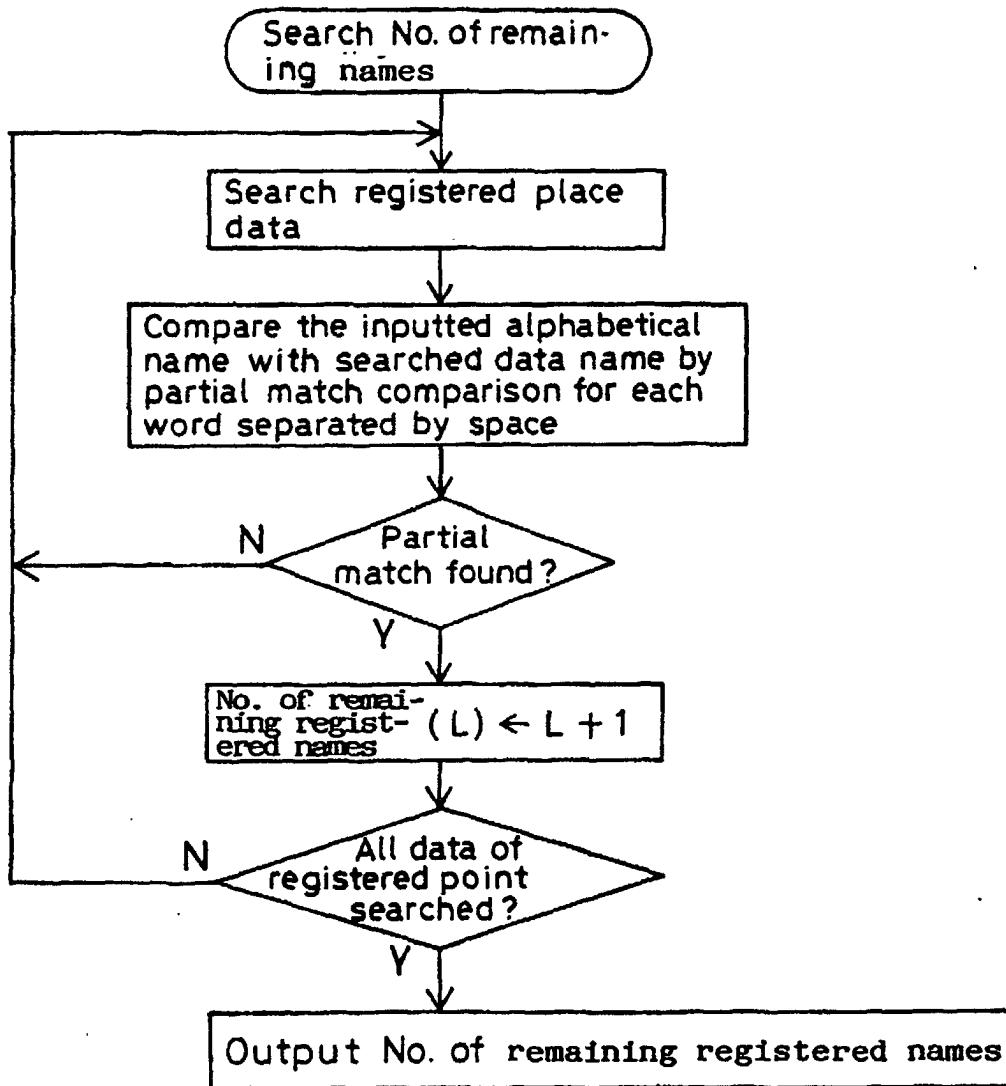 Search No. of remain-
ing names
Search registered place
data
Compare the inputted alphabetical
name with searched data name by
partial match comparison for each
word separated by space
N
Partial
match found?
Y
No. of remai-
ning regist-
ered names
(L) ← L + 1
N
All data of
registered point
searched?
Y
Output No. of remaining registered names